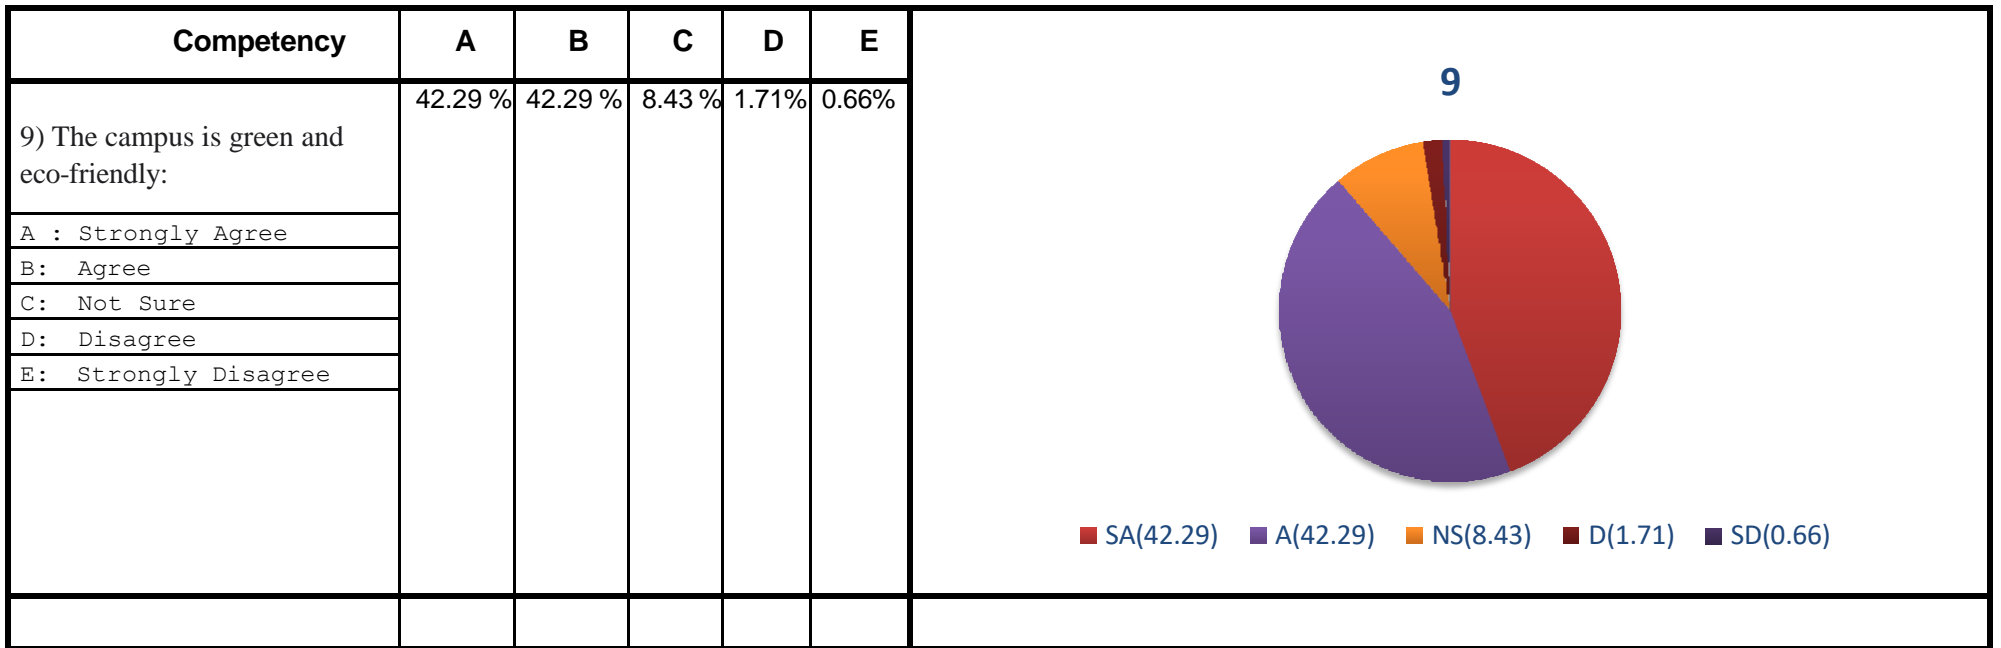 Competency A B C D E
9) The campus is green and
eco-friendly:
42.29 % 42.29 % 8.43 % 1.71% 0.66%
A : Strongly Agree
B: Agree
C: Not Sure
D: Disagree
E: Strongly Disagree
9
SA(42.29) A(42.29) NS(8.43) D(1.71) SD(0.66)